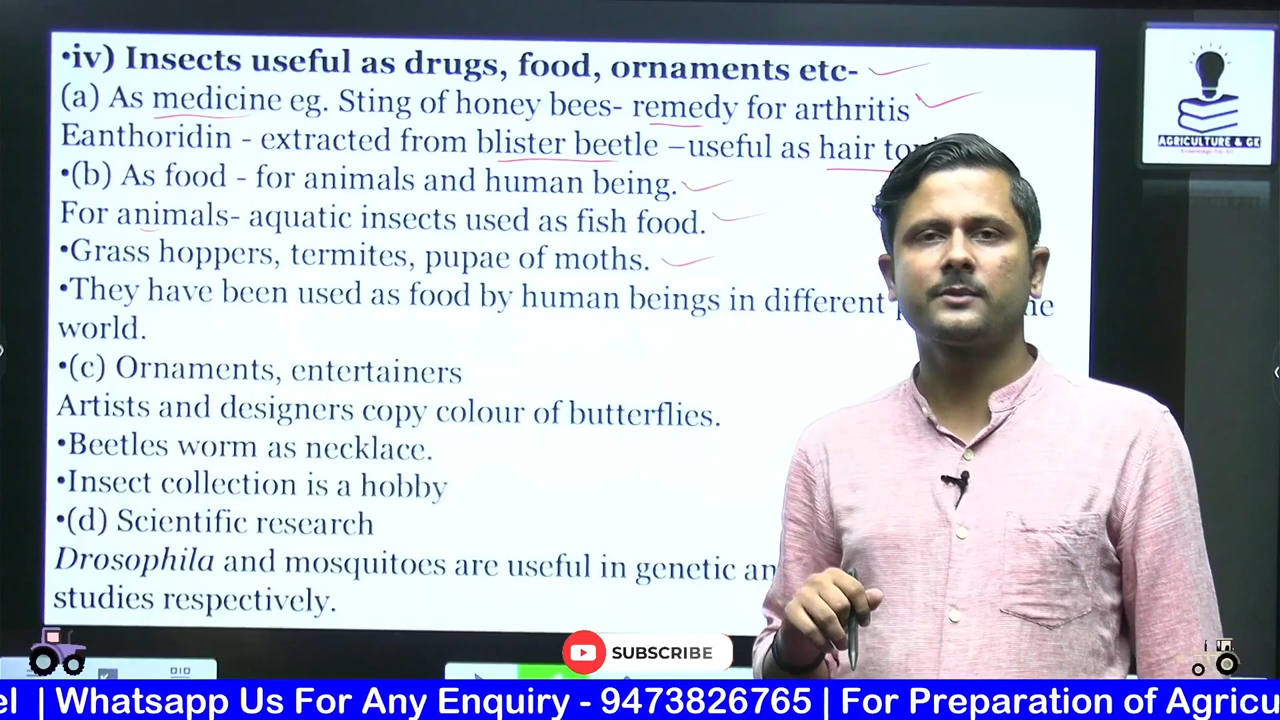 •iv) Insects useful as drugs, food, ornaments etc-
(a) As medicine eg. Sting of honey bees- remedy for arthritis
Eanthoridin - extracted from blister beetle –useful as hair
•(b) As food - for animals and human being.
For animals- aquatic insects used as fish food.
•Grass hoppers, termites, pupae of moths.
•They have been used as food by human beings in different
world.
•(c) Ornaments, entertainers
Artists and designers copy colour of butterflies.
•Beetles worm as necklace.
•Insect collection is a hobby
•(d) Scientific research
Drosophila and mosquitoes are useful in genetic
studies respectively.
AGRICULTURE & GK
SUBSCRIBE
| Whatsapp Us For Any Enquiry - 9473826765 | For Preparation of